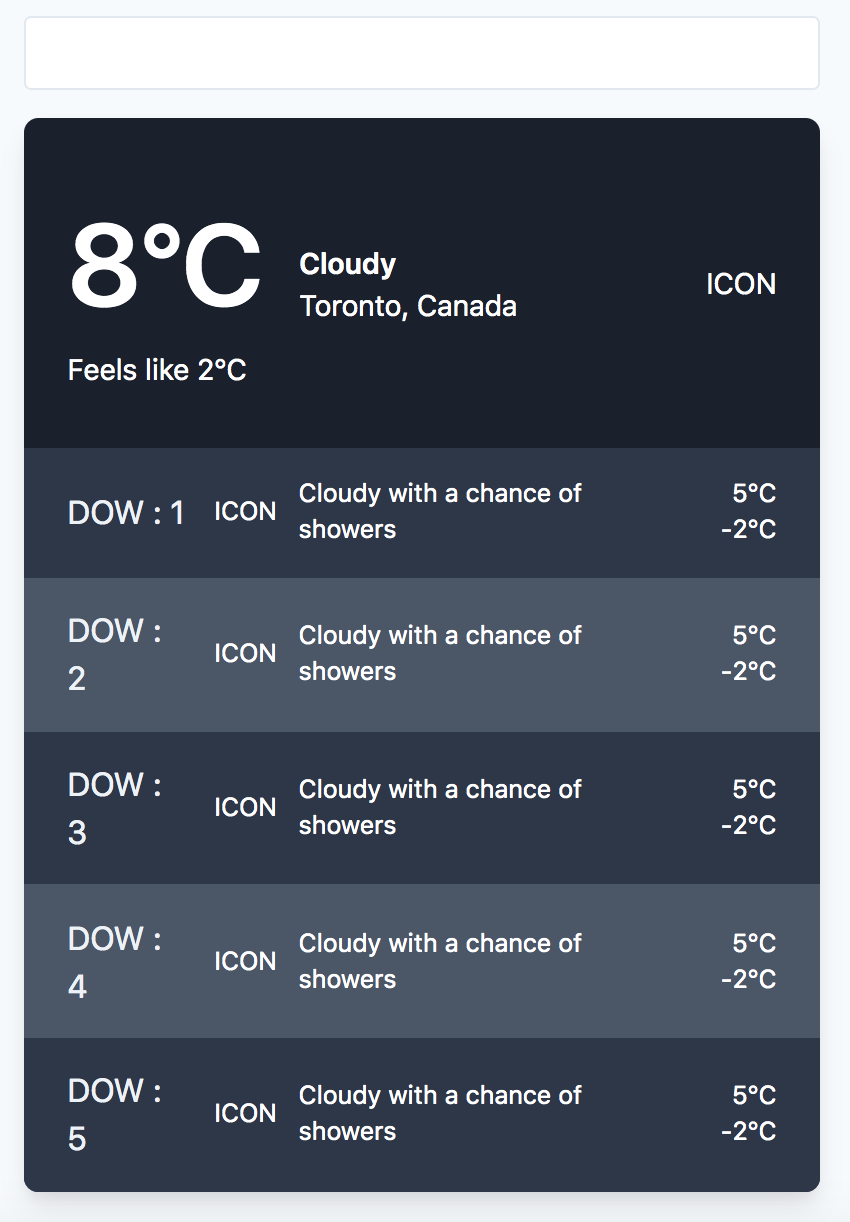 8°C
Cloudy
Toronto, Canada
ICON
Feels like 2°C
DOW : 1
ICON
Cloudy with a chance of
showers
5°C
-2°C
DOW :
2
ICON
Cloudy with a chance of
showers
5°C
-2°C
DOW :
3
ICON
Cloudy with a chance of
showers
5°C
-2°C
DOW :
4
ICON
Cloudy with a chance of
showers
5°C
-2°C
DOW :
5
ICON
Cloudy with a chance of
showers
5°C
-2°C